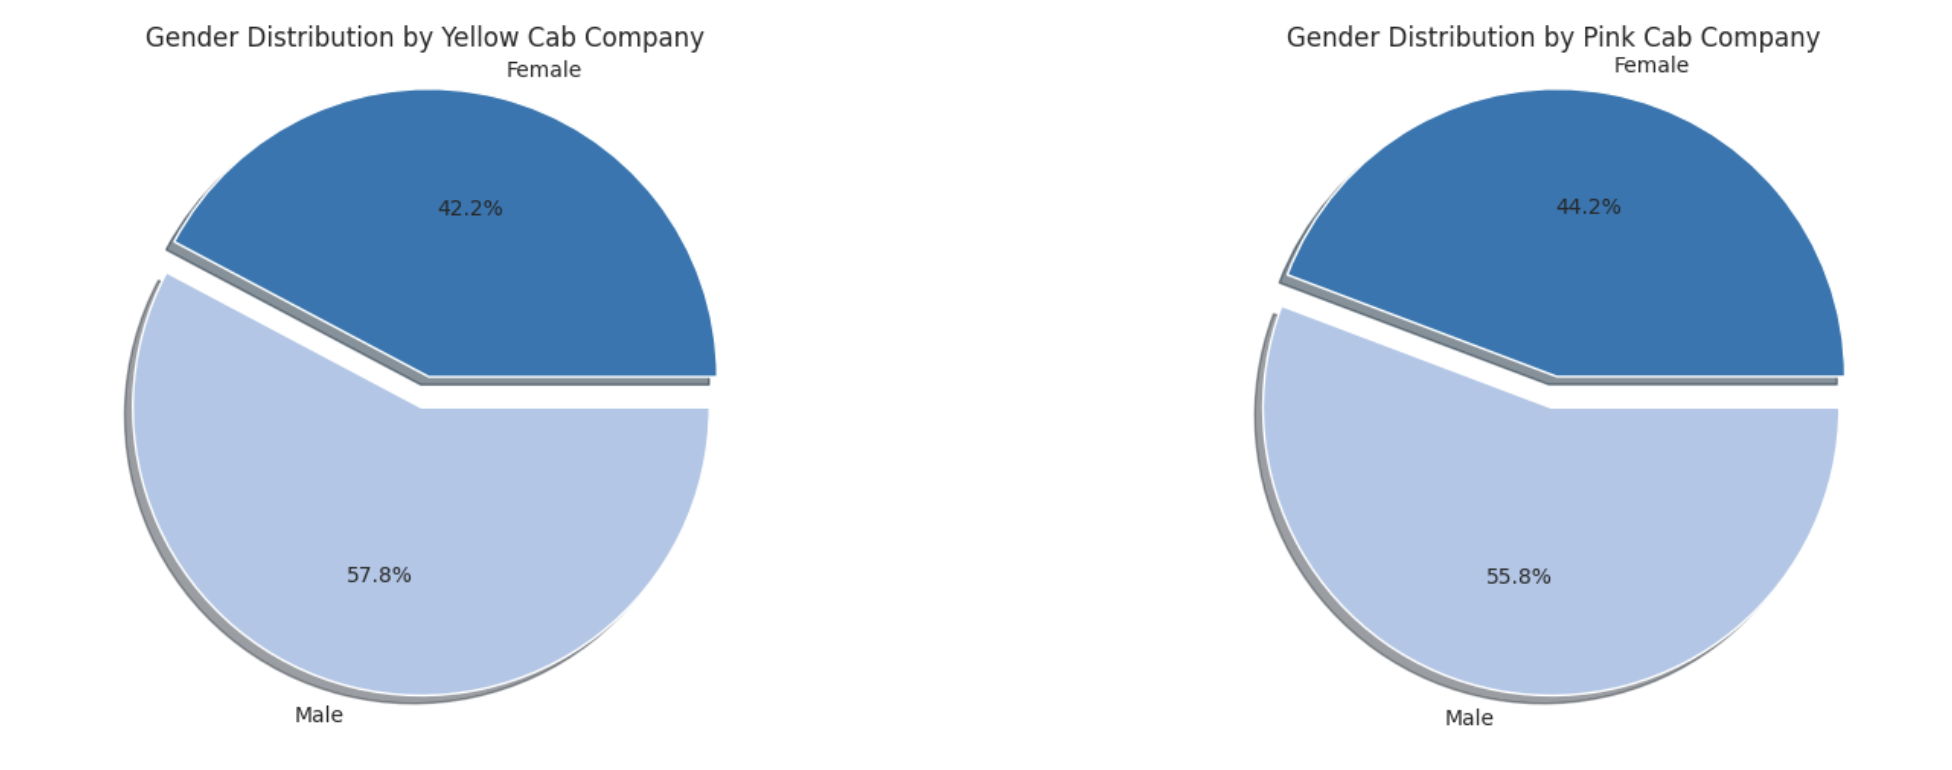 Gender Distribution by Yellow Cab Company
Female
42.2%
57.8%
Male
Gender Distribution by Pink Cab Company
Female
44.2%
55.8%
Male